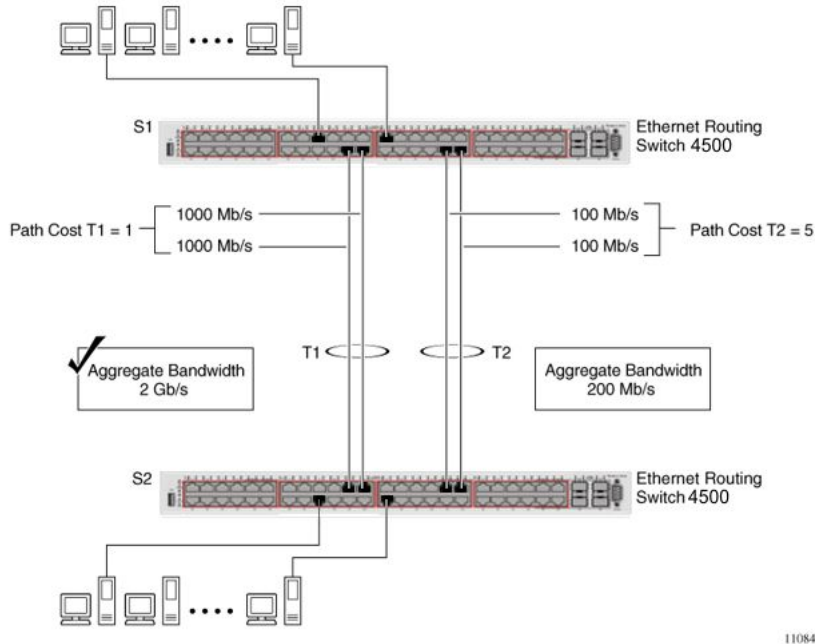 S1
Ethernet Routing
Switch 4500
Path Cost T1 = 1
1000 Mb/s
1000 Mb/s
100 Mb/s
100 Mb/s
Path Cost T2 = 5
Aggregate Bandwidth
2 Gb/s
T1
T2
Aggregate Bandwidth
200 Mb/s
S2
Ethernet Routing
Switch 4500
11084